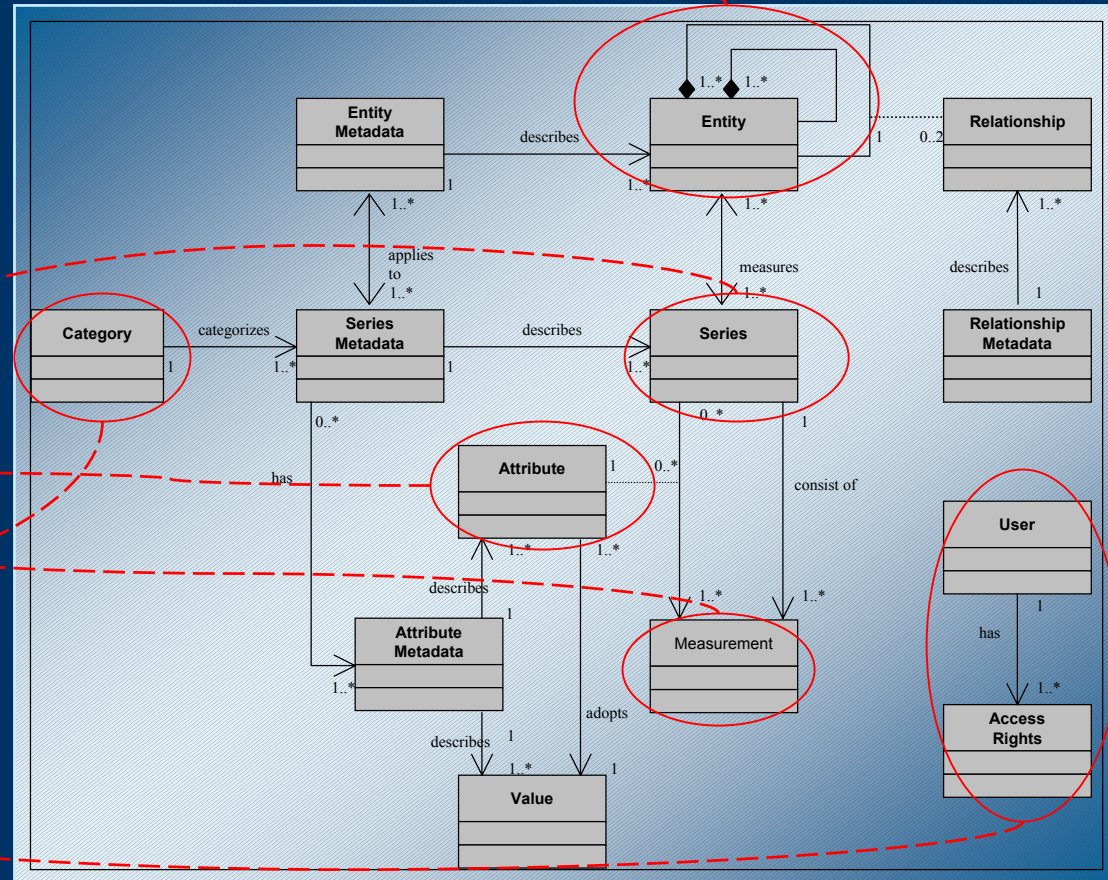 1..* 1..*
Entity
Metadata
describes
Entity
1
0..2
Relationship
1
1..*
1..*
1..*
1..*
applies
to
measures
describes
1..*
1..*
1
Category
categorizes
Series
Metadata
describes
Series
Relationship
Metadata
1
1..*
1
1..*
0..*
0..*
1
Attribute
1
0..*
has
consist of
User
1..*
1..*
describes
1
1..*
1..*
1
has
Attribute
Metadata
Measurement
1..*
1..*
adopts
Access
Rights
describes
1
1..*
1
Value